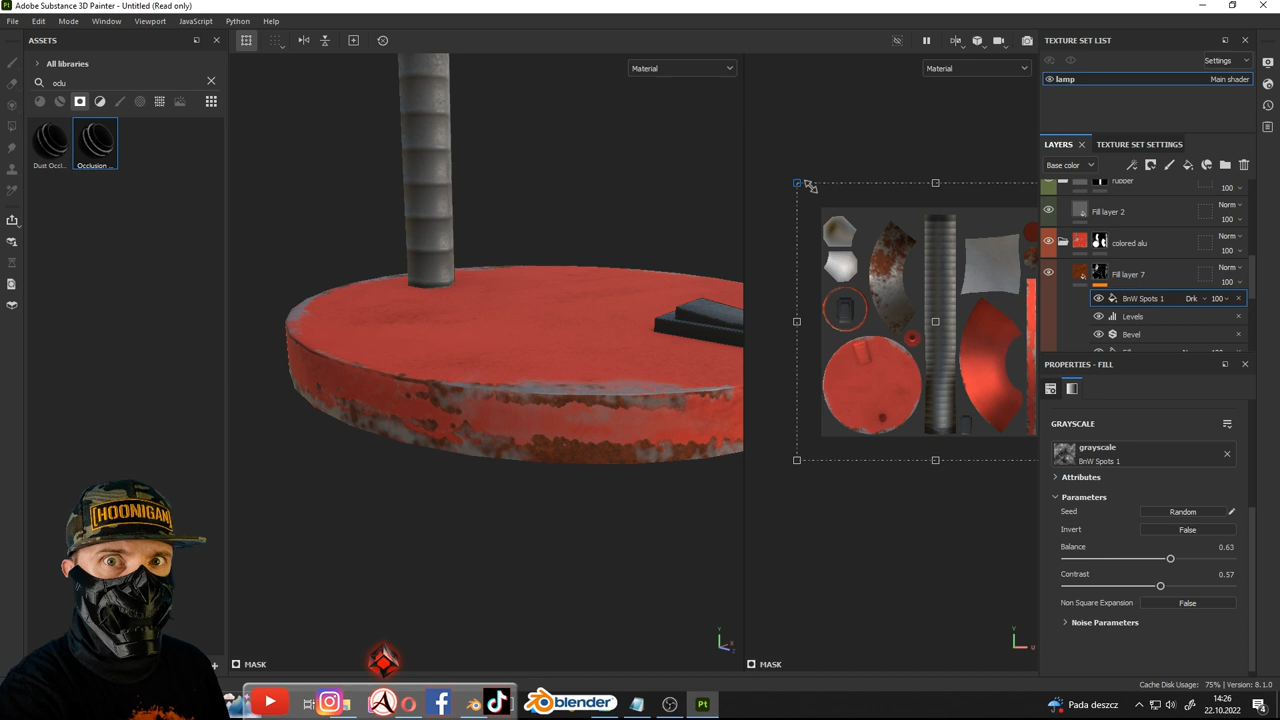 Adobe Substance 3D Painter - Untitled (Read only)
File Edit Mode Window Viewport JavaScript Python Help
ASSETS
All libraries
odu
Dust Occl...
Occlusion ...
Material
Material
MASK
MASK
TEXTURE SET LIST
Settings
lamp Main shader
LAYERS TEXTURE SET SETTINGS
Base color
rubber
100
Fill layer 2 Norm
100
colored alu Norm
100
Fill layer 7 Norm
100
BnW Spots 1 Drk 100
Levels
Bevel
PROPERTIES - FILL
GRAYSCALE
grayscale
BnW Spots 1
Attributes
Parameters
Seed Random
Invert False
Balance 0.63
Contrast 0.57
Non Square Expansion False
Noise Parameters
Cache Disk Usage: 75% | Version: 8.1.0
HOONIGAN
blender
Pt
Pada deszcz
14:26
22.10.2022